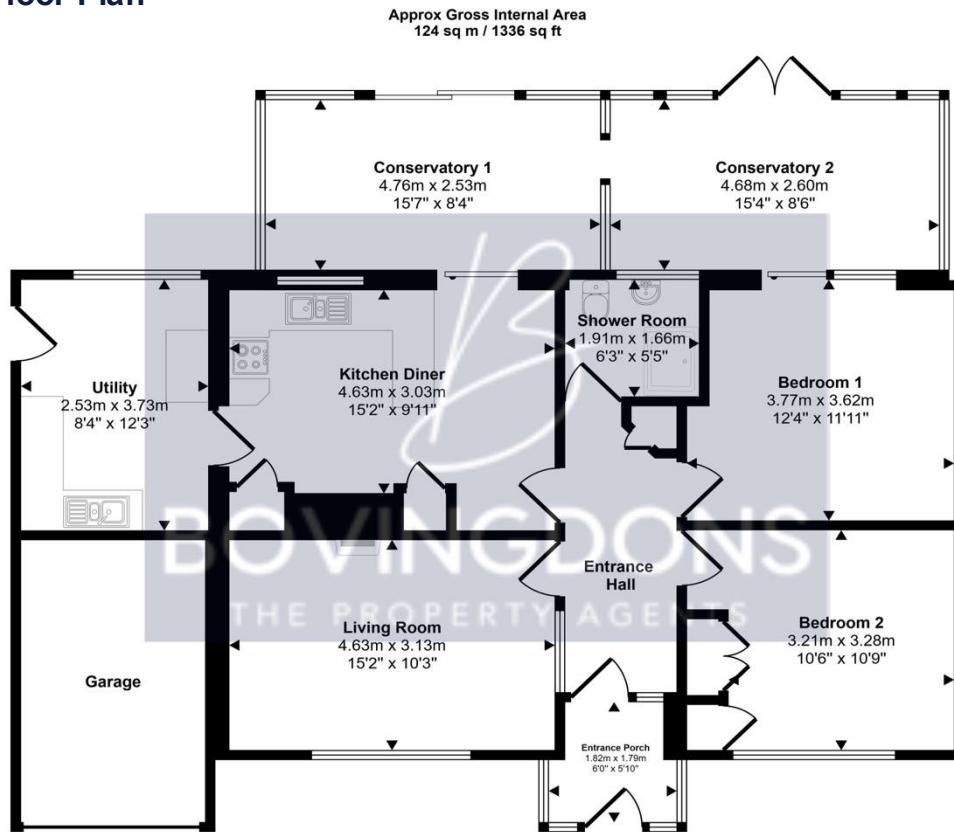 Approx Gross Internal Area
124 sq m / 1336 sq ft
Conservatory 1
4.76m x 2.53m
15'7" x 8'4"
Conservatory 2
4.68m x 2.60m
15'4" x 8'6"
Shower Room
1.91m x 1.66m
6'3" x 5'5"
Kitchen Diner
4.63m x 3.03m
15'2" x 9'11"
Utility
2.53m x 3.73m
8'4" x 12'3"
Bedroom 1
3.77m x 3.62m
12'4" x 11'11"
BOVINGDONS
THE PROPERTY AGENTS
Entrance
Hall
Living Room
4.63m x 3.13m
15'2" x 10'3"
Bedroom 2
3.21m x 3.28m
10'6" x 10'9"
Garage
Entrance Porch
1.82m x 1.79m
6'0" x 5'10"